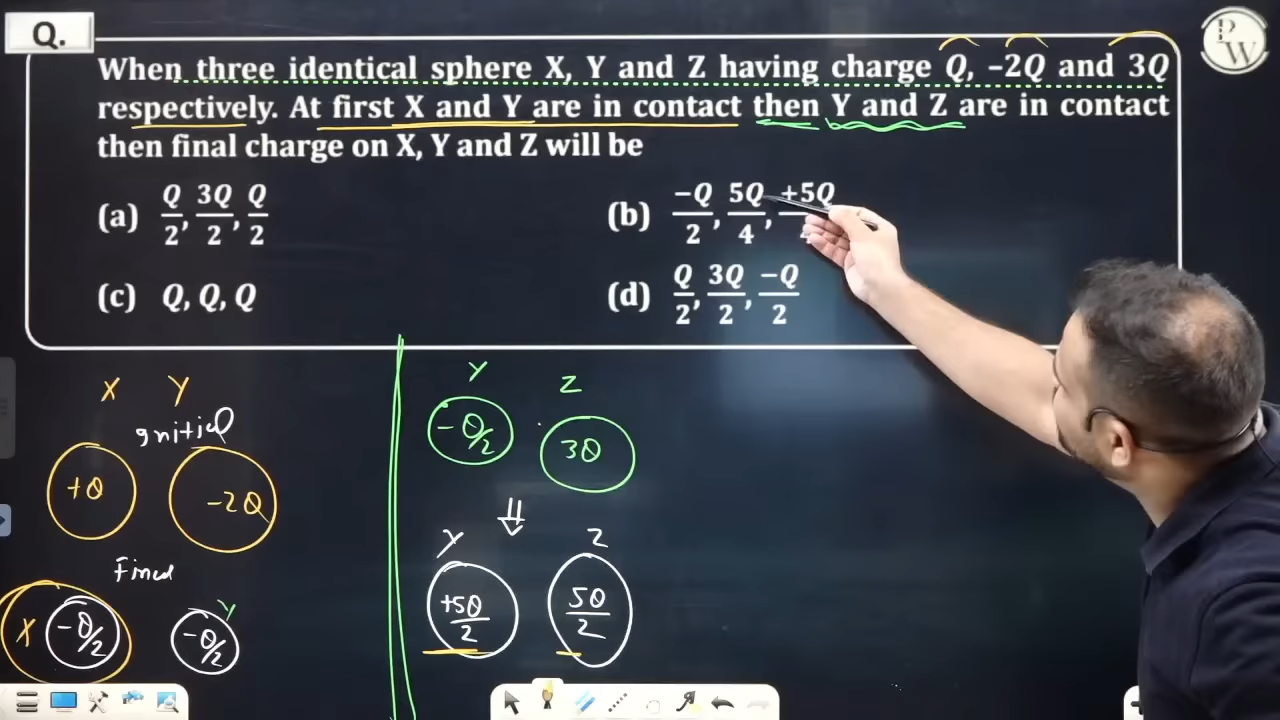 Q.
P
W
When three identical sphere X, Y and Z having charge Q, –2Q and 3Q
respectively. At first X and Y are in contact then Y and Z are in contact
then final charge on X, Y and Z will be
(a) Q/2, 3Q/2, Q/2
(b) –Q/2, 5Q/4, +5Q/
(c) Q, Q, Q
(d) Q/2, 3Q/2, –Q/2
X Y
Initial
+Q
-2Q
Final
X -Q/2
Y
-Q/2
Y Z
-Q/2
3Q
⇓
Y Z
+5Q/2
5Q/2